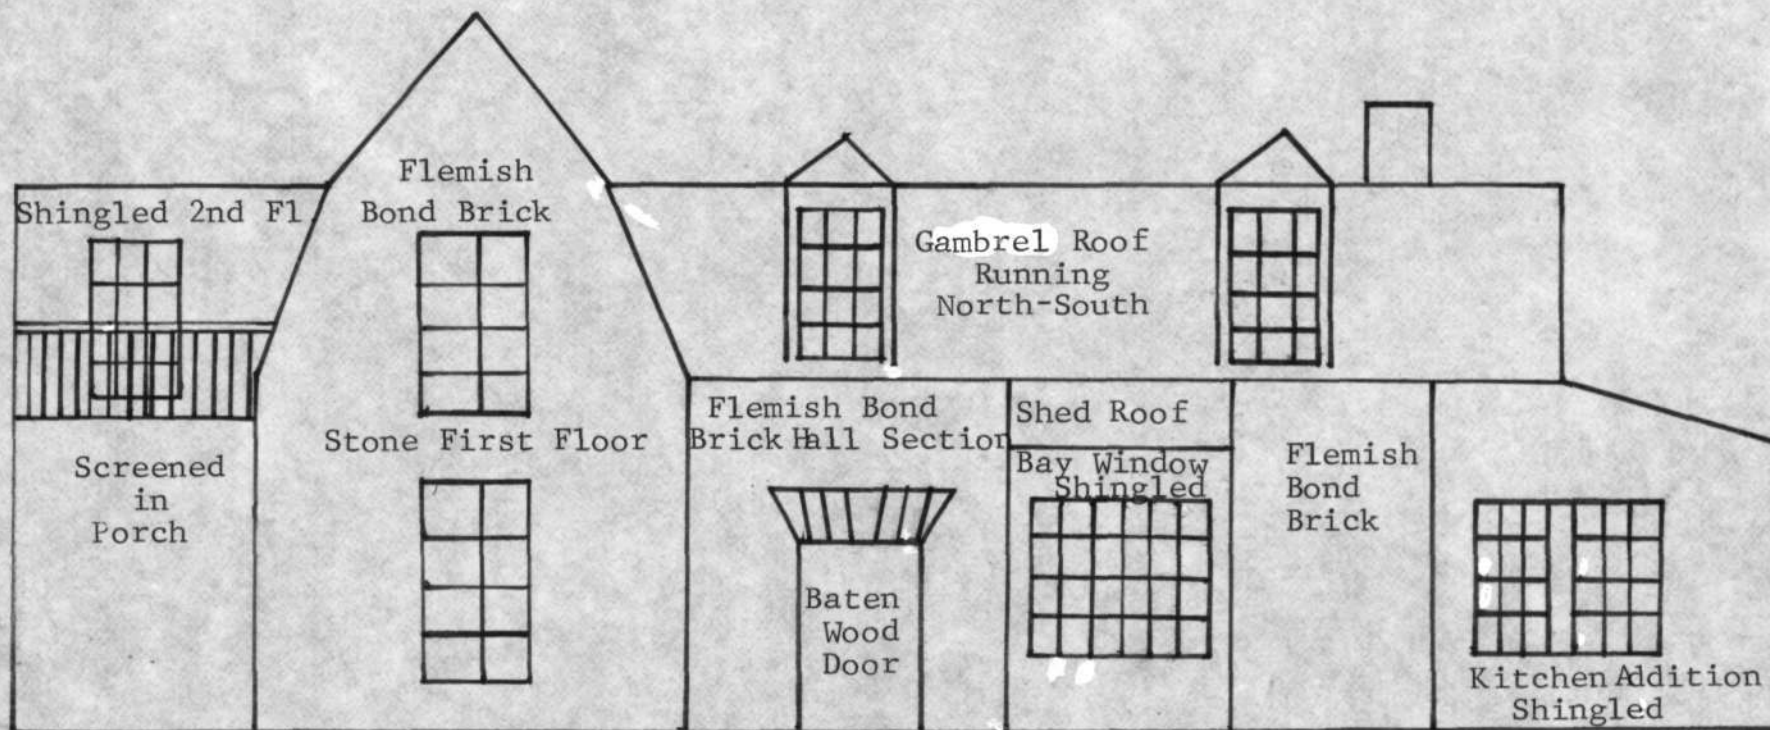 Shingled 2nd Fl.
Screened
in
Porch
Flemish
Bond Brick
Stone First Floor
Gambrel Roof
Running
North-South
Flemish Bond
Brick Hall Section
Baten
Wood
Door
Shed Roof
Bay Window
Shingled
Flemish
Bond
Brick
Kitchen Addition
Shingled